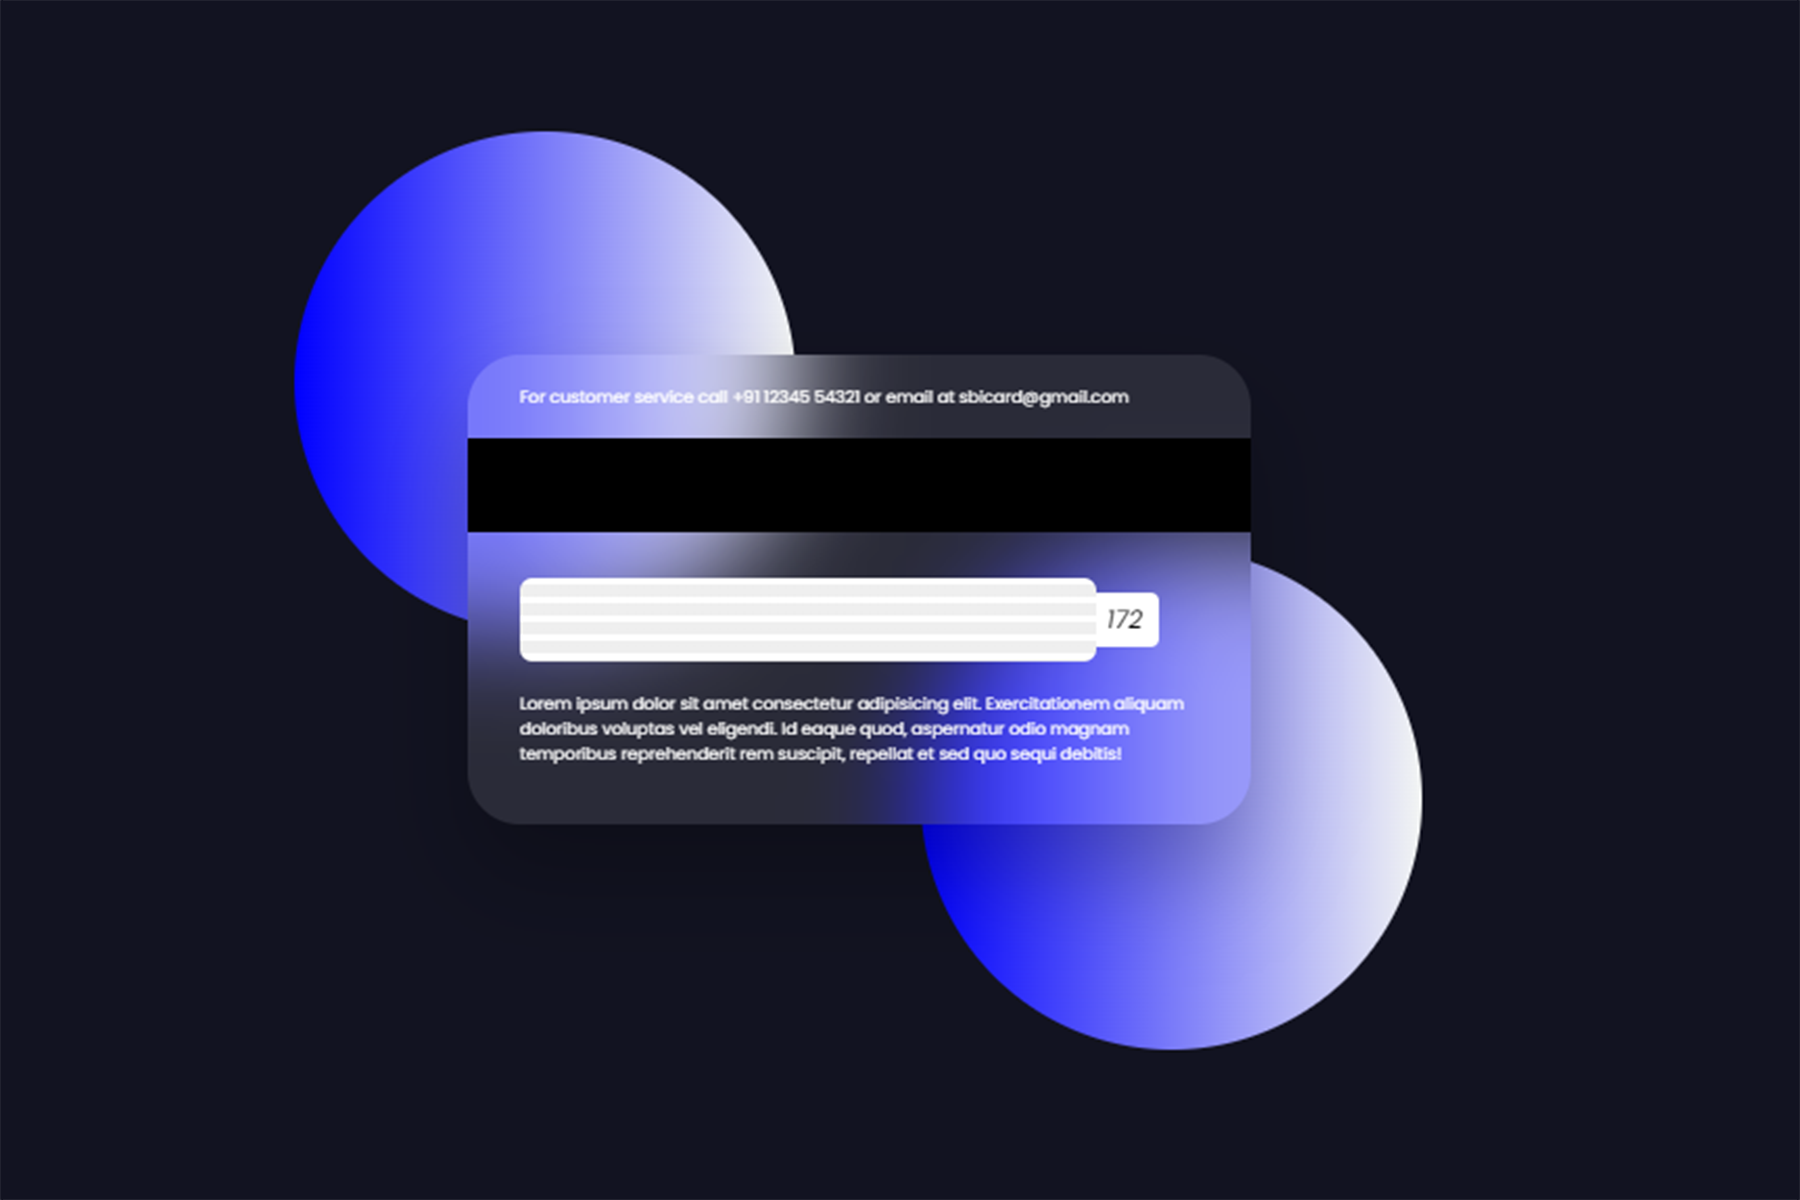 For customer service call +91 12345 54321 or email at sbicard@gmail.com
172
Lorem ipsum dolor sit amet consectetur adipisicing elit. Exercitationem aliquam
doloribus voluptas vel eligendi. Id eaque quod, aspernatur odio magnam
temporibus reprehenderit rem suscipit, repellat et sed quo sequi debitis!